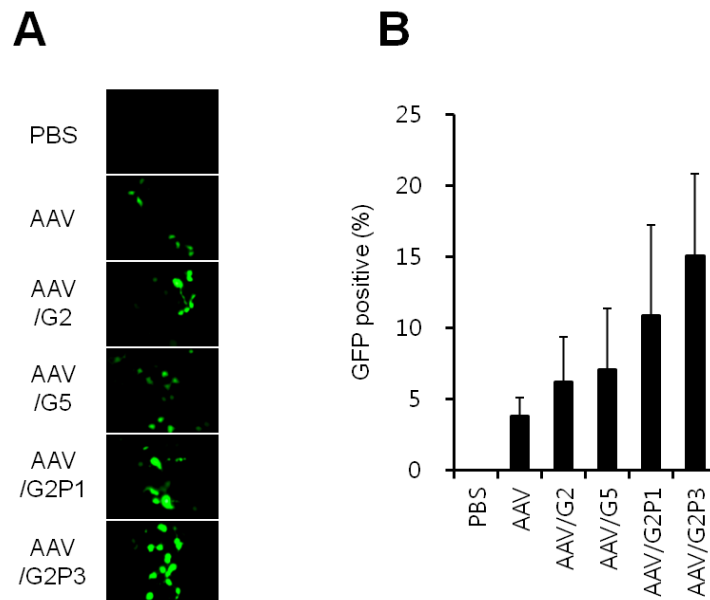 A
PBS
AAV
AAV
/G2
AAV
/G5
AAV
/G2P1
AAV
/G2P3
B
GFP positive (%)
25
20
15
10
5
0
PBS
AAV
AAV/G2
AAV/G5
AAV/G2P1
AAV/G2P3